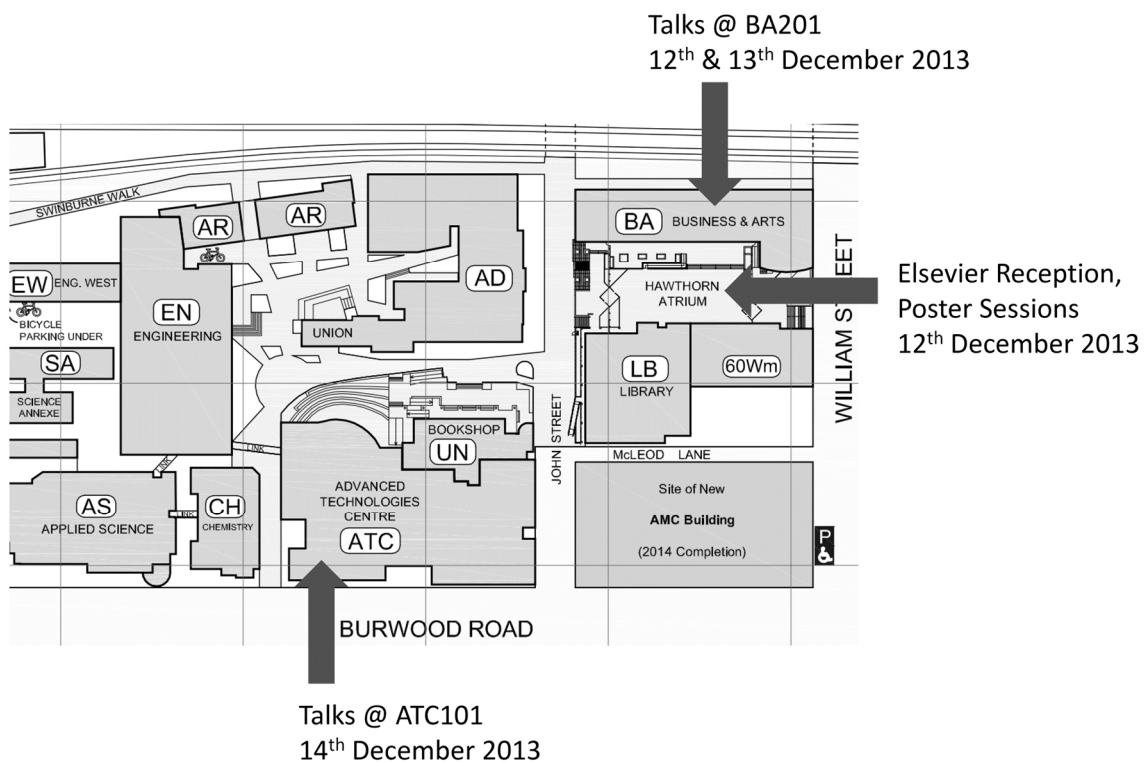 Talks @ BA201
12th & 13th December 2013
SWINBURNE WALK
AR
AR
BA
BUSINESS & ARTS
EW
ENG. WEST
BICYCLE
PARKING UNDER
EN
ENGINEERING
AD
UNION
HAWTHORN
ATRIUM
WILLIAM STREET
Elsevier Reception,
Poster Sessions
12th December 2013
SA
SCIENCE
ANNEXE
LB
LIBRARY
60Wm
JOHN STREET
BOOKSHOP
UN
LINK
McLEOD LANE
LINK
AS
APPLIED SCIENCE
LINK
CH
CHEMISTRY
ADVANCED
TECHNOLOGIES
CENTRE
ATC
Site of New
AMC Building
(2014 Completion)
P
BURWOOD ROAD
Talks @ ATC101
14th December 2013